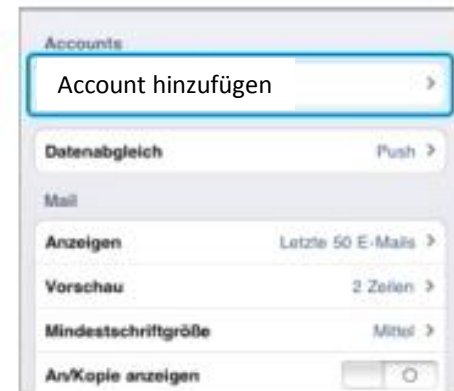 Accounts
Account hinzufügen
Datenabgleich Push
Mail
Anzeigen Letzte 50 E-Mails
Vorschau 2 Zeilen
Mindestschriftgröße Mittel
An/Kopie anzeigen